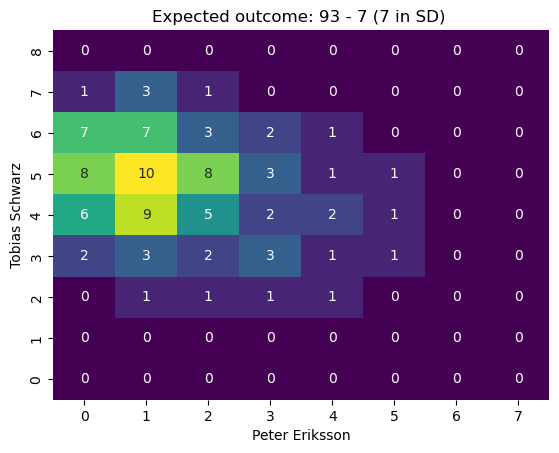 Expected outcome: 93 - 7 (7 in SD)
8 0 0 0 0 0 0 0 0
7 1 3 1 0 0 0 0 0
6 7 7 3 2 1 0 0 0
5 8 10 8 3 1 1 0 0
4 6 9 5 2 2 1 0 0
3 2 3 2 3 1 1 0 0
2 0 1 1 1 1 0 0 0
1 0 0 0 0 0 0 0 0
0 0 0 0 0 0 0 0 0
0 1 2 3 4 5 6 7
Tobias Schwarz
Peter Eriksson